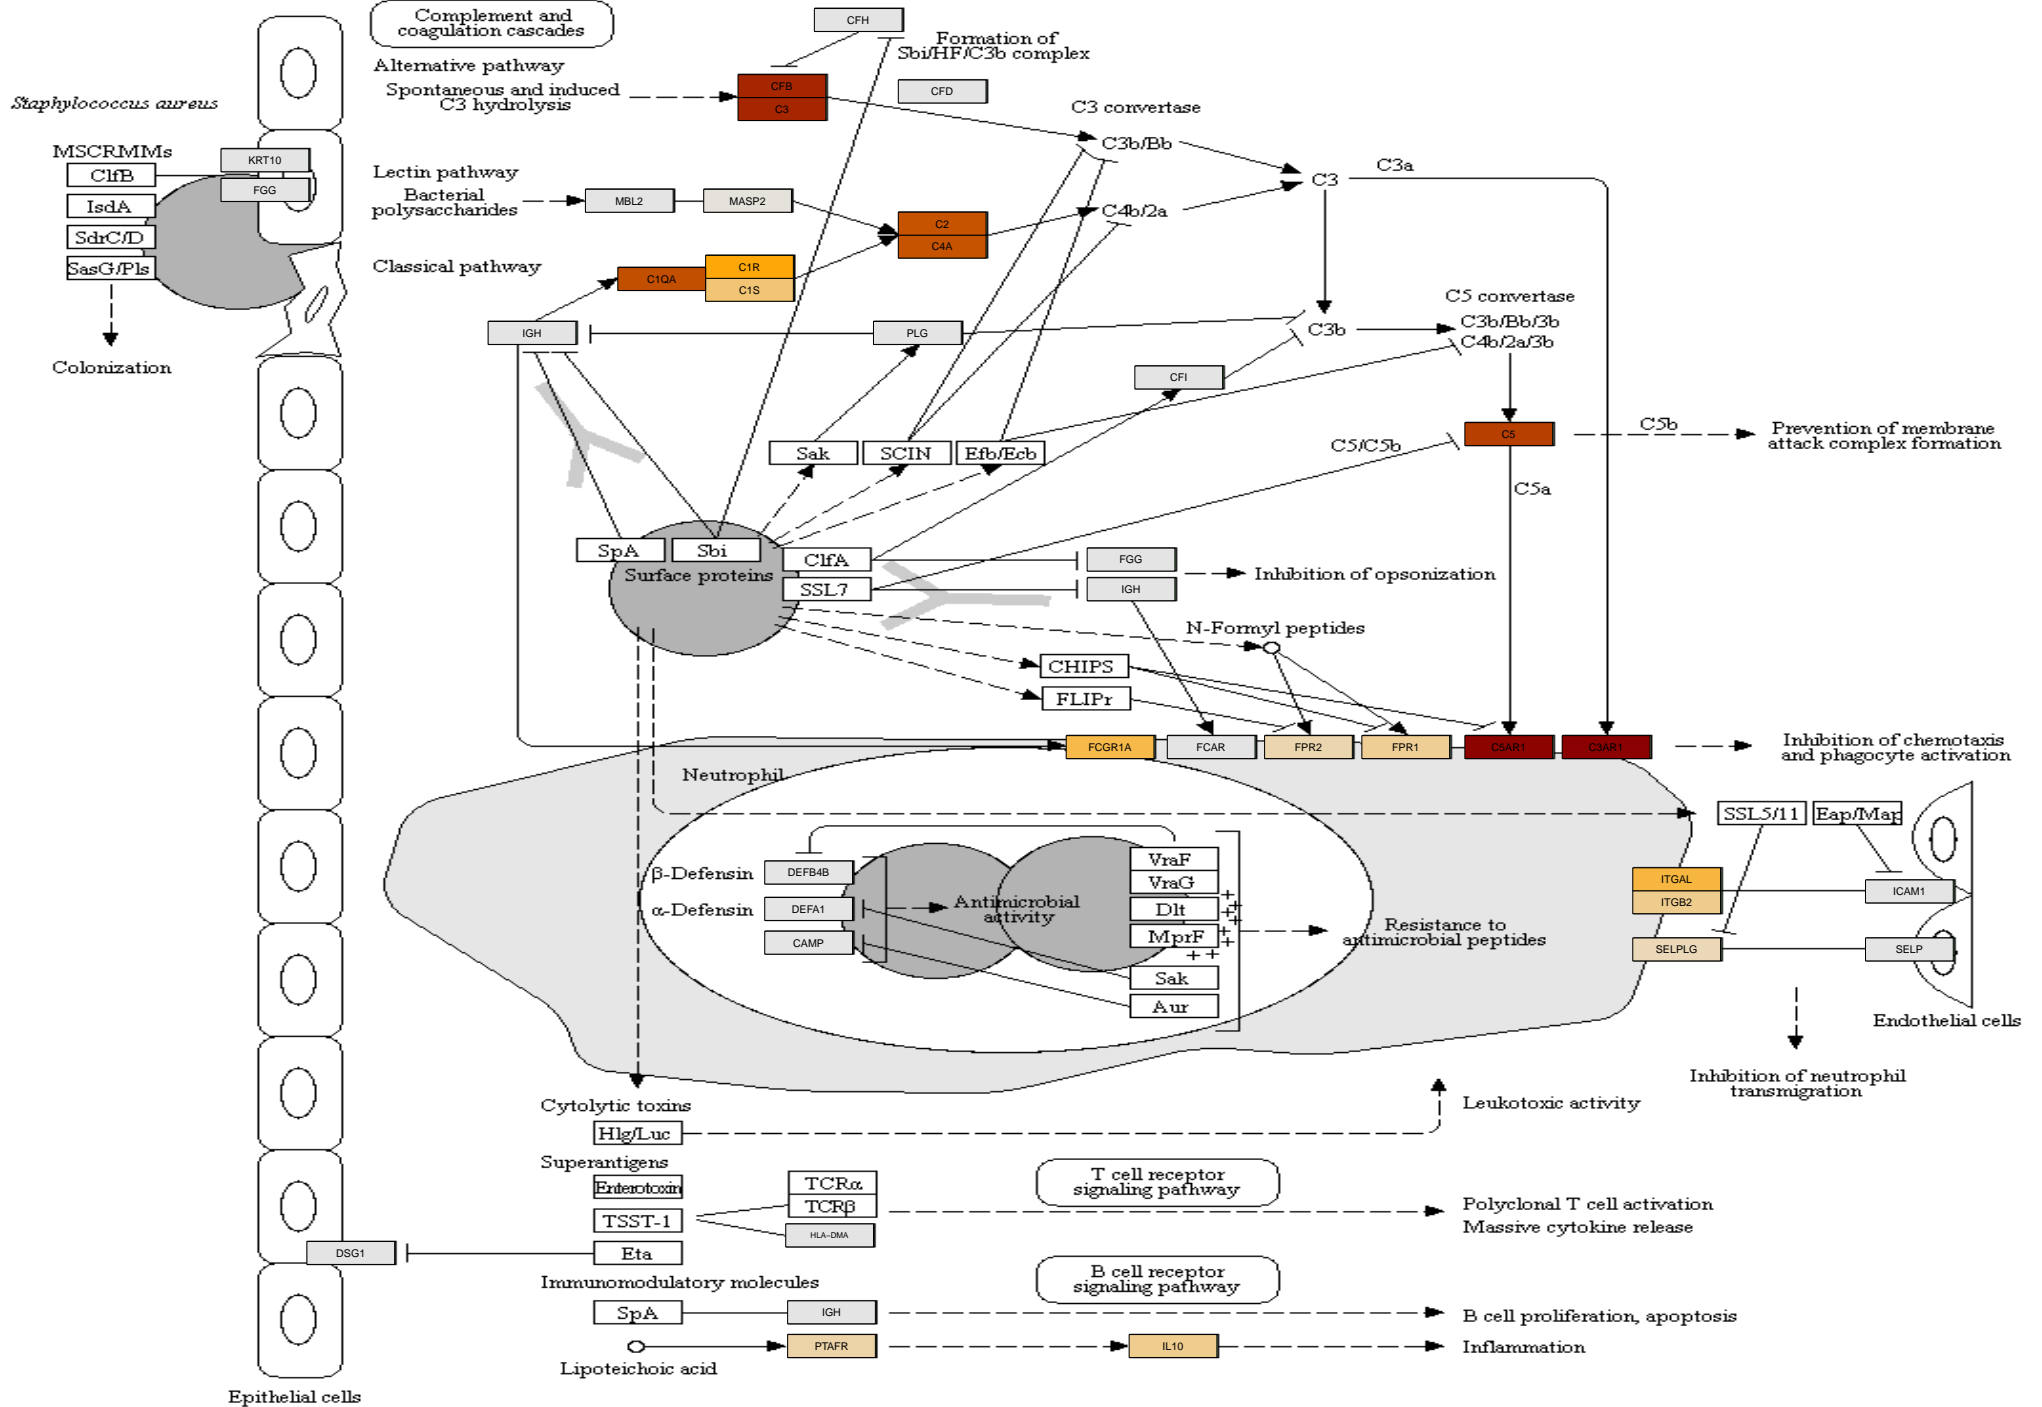 Complement and
coagulation cascades
CFH
Formation of
Sbi/HF/C3b complex
Alternative pathway
Spontaneous and induced
C3 hydrolysis
CFB
C3
CFD
C3 convertase
C3b/Bb
Staphylococcus aureus
MSCRMMs
ClfB
IsdA
SdrC/D
SasG/Pls
KRT10
FGG
Colonization
Lectin pathway
Bacterial
polysaccharides
MBL2
MASP2
C2
C4A
C4b/2a
C3
C3a
Classical pathway
C1QA
C1R
C1S
IGH
PLG
C3b
C5 convertase
C3b/Bb/3b
C4b/2a/3b
CFI
Sak
SCIN
Efb/Ecb
C5/C5b
C5
C5b
Prevention of membrane
attack complex formation
C5a
SpA
Sbi
Surface proteins
ClfA
SSL7
FGG
IGH
Inhibition of opsonization
N-Formyl peptides
CHIPS
FLIPr
FCGR1A
FCAR
FPR2
FPR1
C5AR1
C3AR1
Inhibition of chemotaxis
and phagocyte activation
Neutrophil
SSL5/11
Eap/Map
β-Defensin
DEFB4B
α-Defensin
DEFA1
CAMP
Antimicrobial
activity
VraF
VraG
Dlt
MprF
Sak
Aur
+
+
+
+
+
+
+
+ +
Resistance to
antimicrobial peptides
ITGAL
ITGB2
ICAM1
SELPLG
SELP
Endothelial cells
Inhibition of neutrophil
transmigration
Cytolytic toxins
Hlg/Luc
Leukotoxic activity
Superantigens
Enterotoxin
TSST-1
Eta
DSG1
TCRα
TCRβ
HLA-DMA
T cell receptor
signaling pathway
Polyclonal T cell activation
Massive cytokine release
Immunomodulatory molecules
SpA
IGH
B cell receptor
signaling pathway
B cell proliferation, apoptosis
Lipoteichoic acid
PTAFR
IL10
Inflammation
Epithelial cells